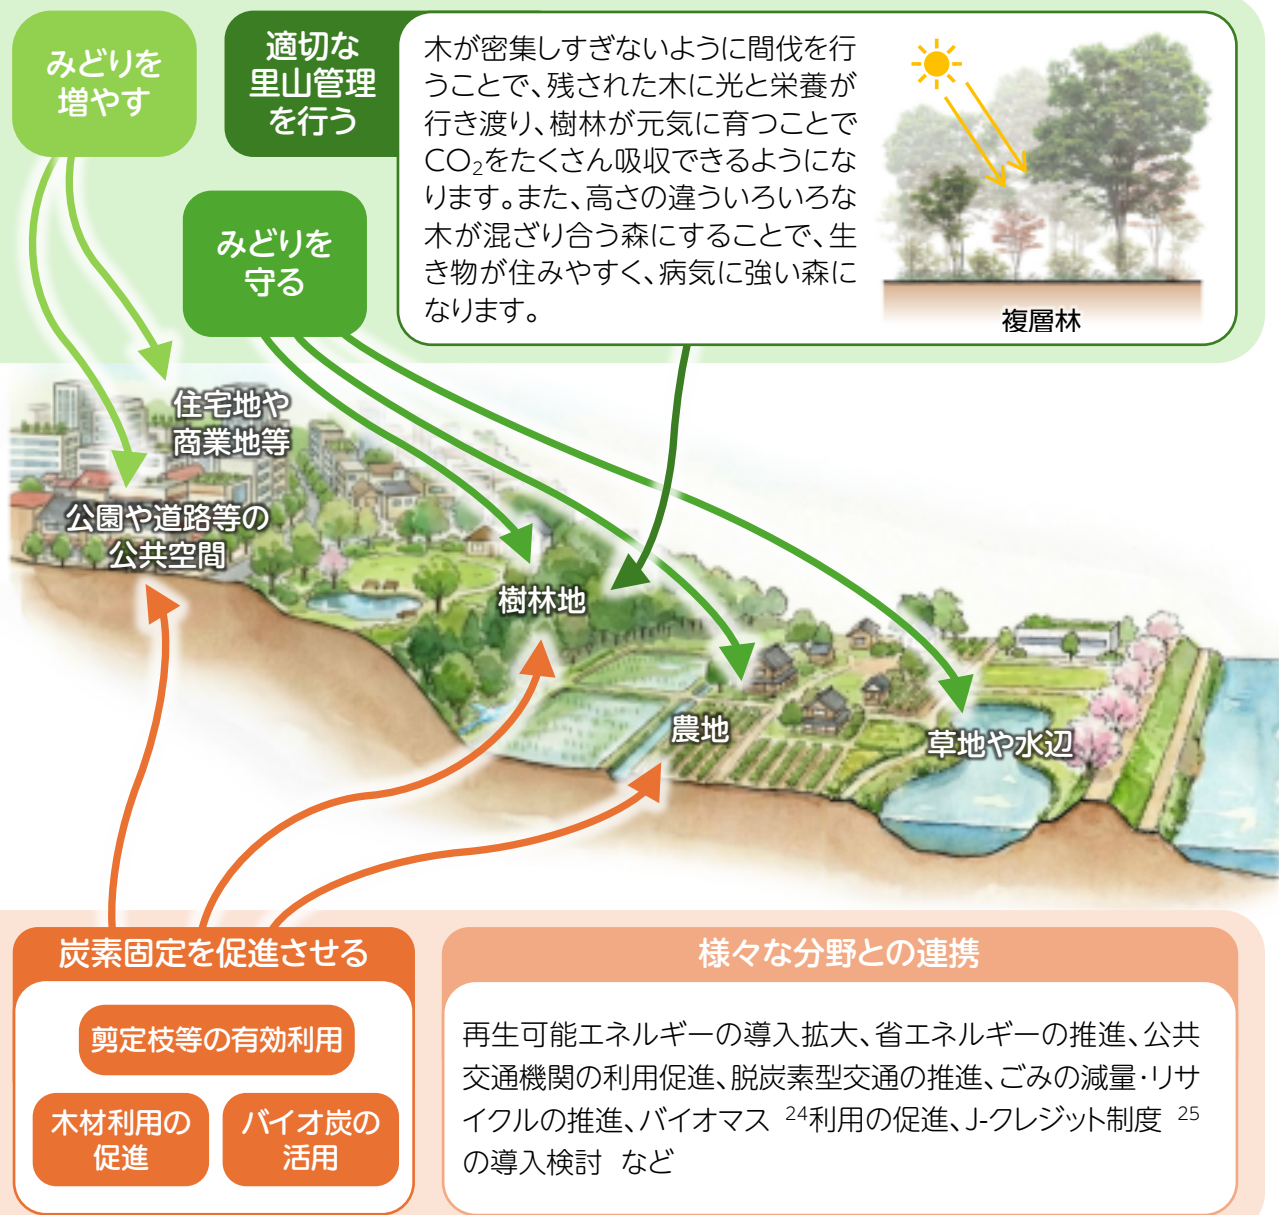 みどりを
増やす
適切な
里山管理
を行う
木が密集しすぎないように間伐を行
うことで、残された木に光と栄養が
行き渡り、樹林が元気に育つことで
CO₂をたくさん吸収できるようにな
ります。また、高さの違ういろいろな
木が混ざり合う森にすることで、生
き物が住みやすく、病気に強い森に
なります。
複層林
みどりを
守る
住宅地や
商業地等
公園や道路等の
公共空間
樹林地
農地
草地や水辺
炭素固定を促進させる
剪定枝等の有効利用
木材利用の
促進
バイオ炭の
活用
様々な分野との連携
再生可能エネルギーの導入拡大、省エネルギーの推進、公共
交通機関の利用促進、脱炭素型交通の推進、ごみの減量・リサ
イクルの推進、バイオマス 24利用の促進、J-クレジット制度 25
の導入検討 など